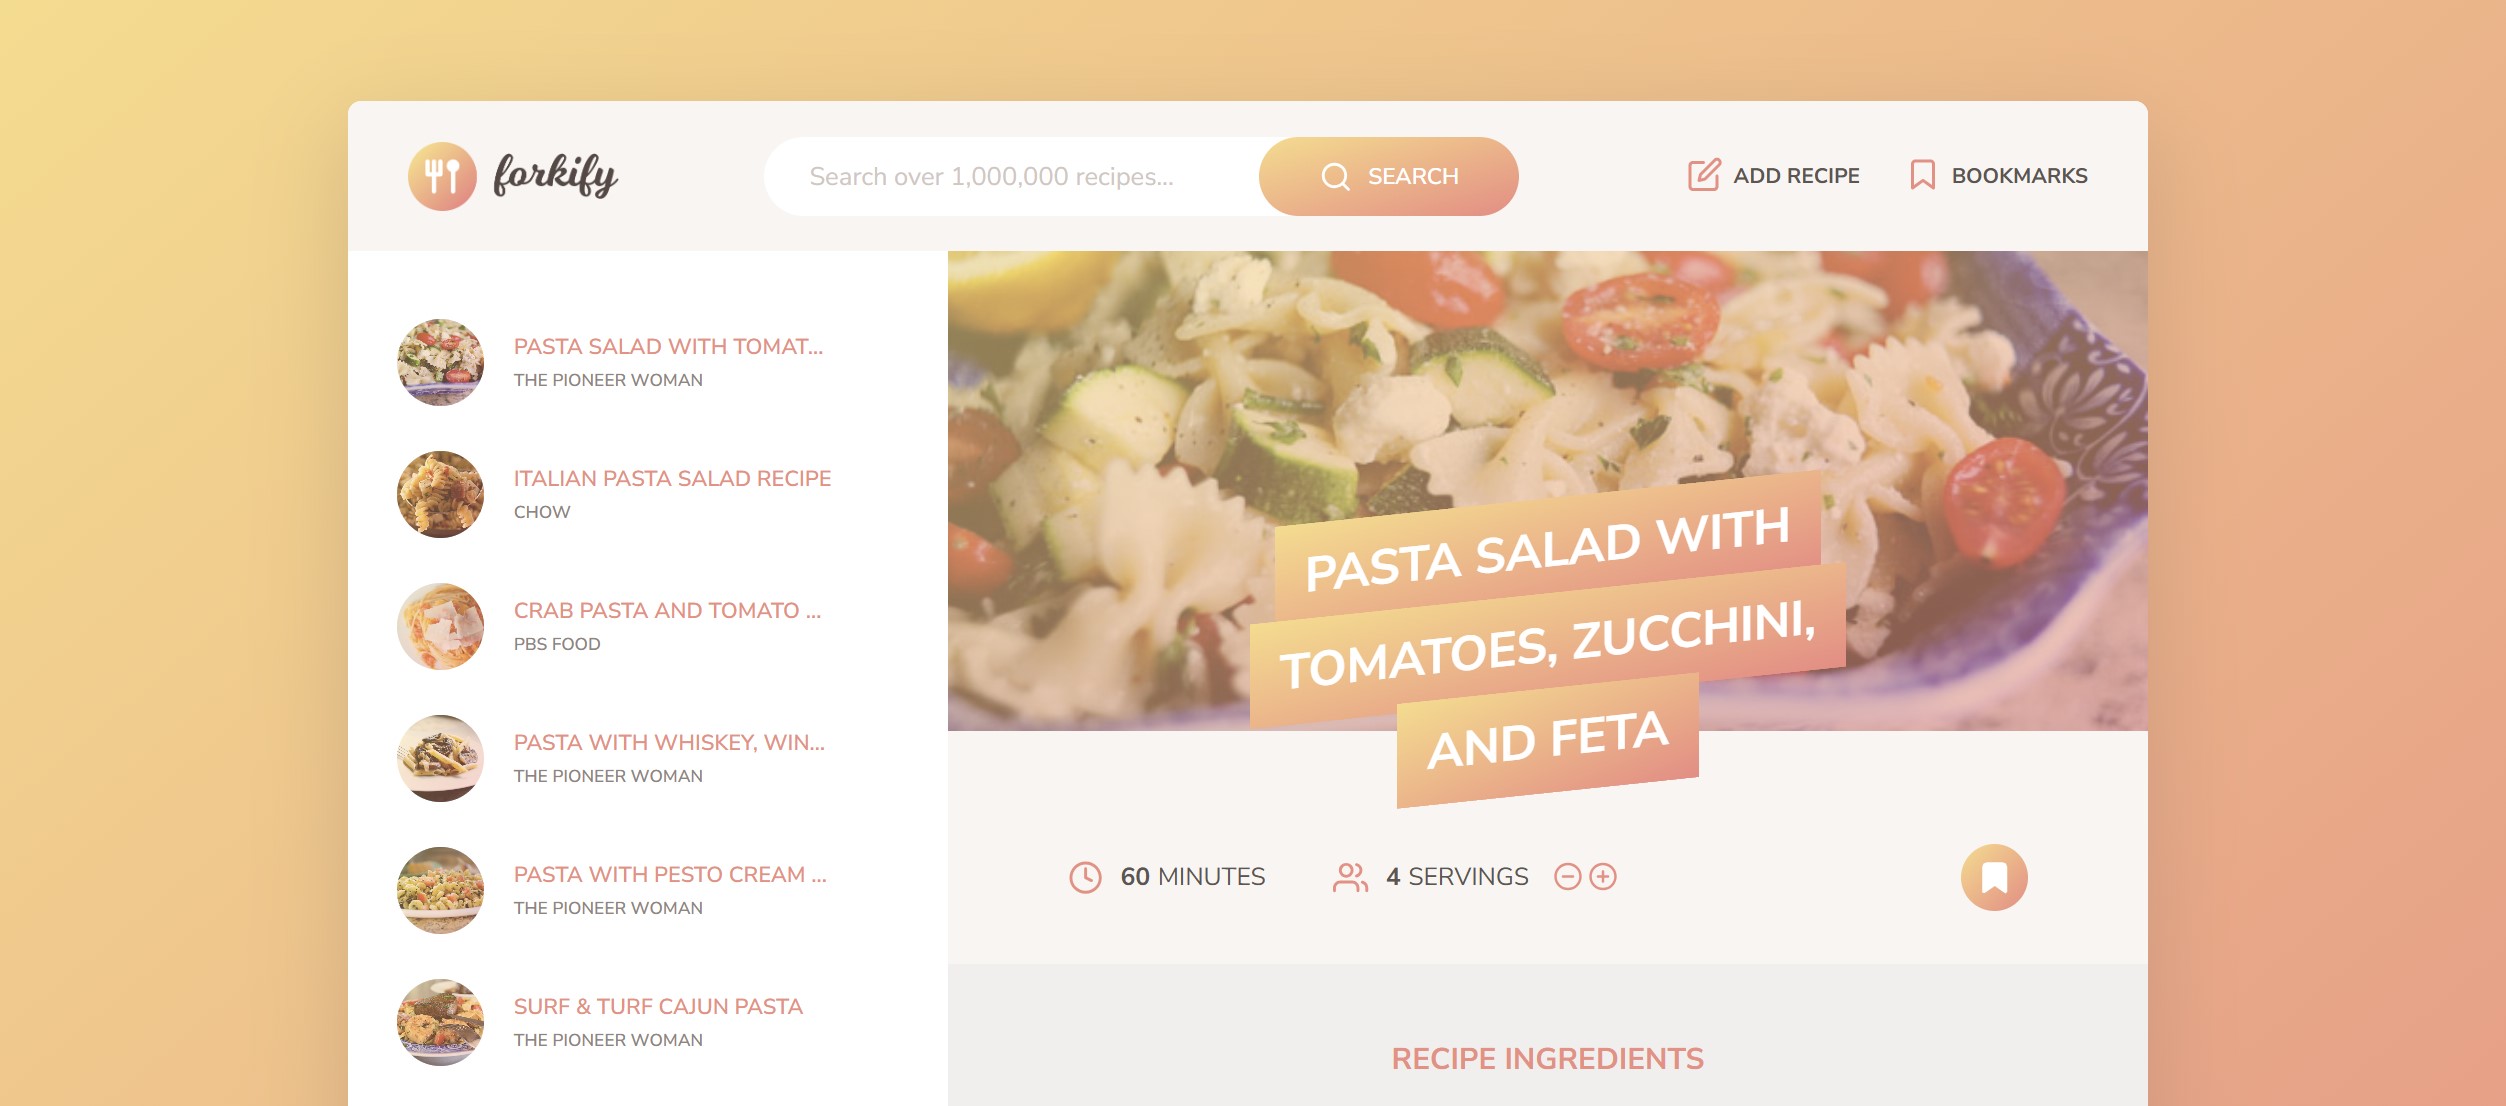 forkify
Search over 1,000,000 recipes...
SEARCH
ADD RECIPE
BOOKMARKS
PASTA SALAD WITH TOMAT...
THE PIONEER WOMAN
ITALIAN PASTA SALAD RECIPE
CHOW
CRAB PASTA AND TOMATO ...
PBS FOOD
PASTA WITH WHISKEY, WIN...
THE PIONEER WOMAN
PASTA WITH PESTO CREAM ...
THE PIONEER WOMAN
SURF & TURF CAJUN PASTA
THE PIONEER WOMAN
PASTA SALAD WITH
TOMATOES, ZUCCHINI,
AND FETA
60 MINUTES
4 SERVINGS
RECIPE INGREDIENTS